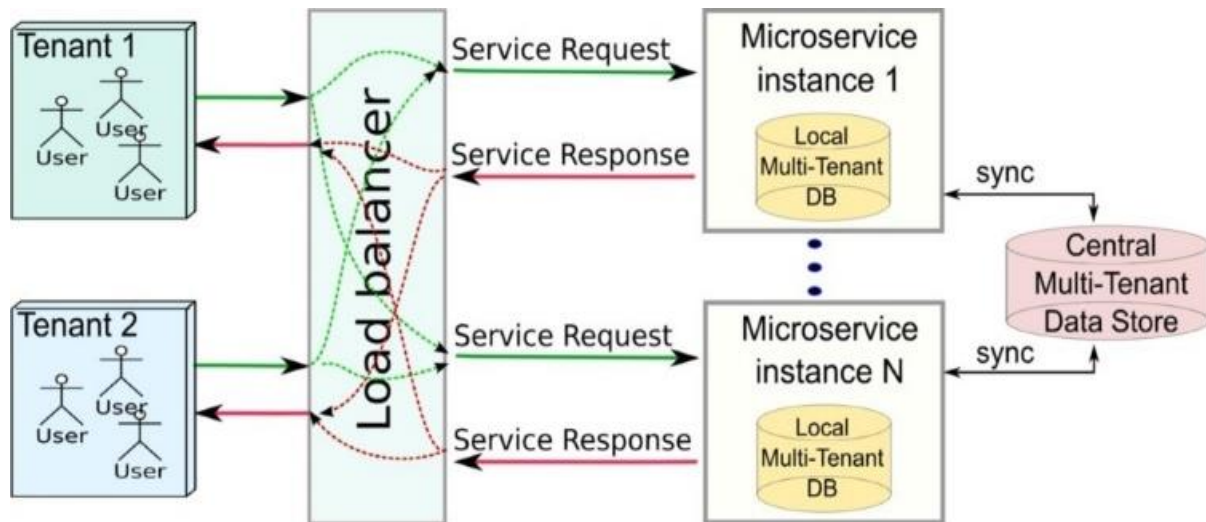 Tenant 1
User
User
User
Load balancer
Service Request
Service Response
Microservice
instance 1
Local
Multi-Tenant
DB
sync
Central
Multi-Tenant
Data Store
Tenant 2
User
User
User
Service Request
Service Response
Microservice
instance N
Local
Multi-Tenant
DB
sync